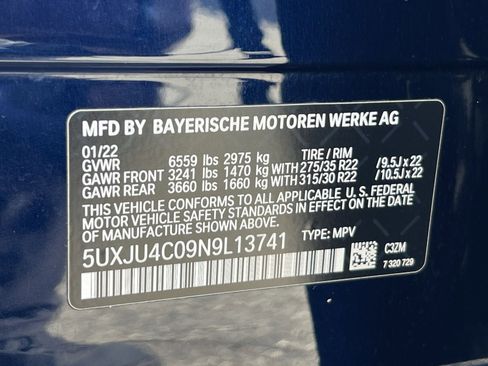 MFD BY BAYERISCHE MOTOREN WERKE AG
01/22
GVWR 6559 lbs 2975 kg TIRE / RIM
GAWR FRONT 3241 lbs 1470 kg WITH 275/35 R22 /9.5J x 22
GAWR REAR 3660 lbs 1660 kg WITH 315/30 R22 /10.5J x 22
THIS VEHICLE CONFORMS TO ALL APPLICABLE U. S. FEDERAL
MOTOR VEHICLE SAFETY STANDARDS IN EFFECT ON THE DATE
OF MANUFACTURE SHOWN ABOVE.
5UXJU4C09N9L13741 TYPE: MPV
C3ZM
7 320 729